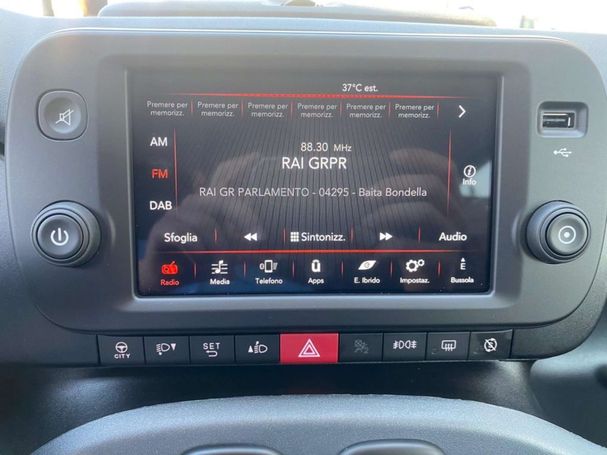 37°C est.
Premere per memorizz. Premere per memorizz. Premere per memorizz. Premere per memorizz. Premere per memorizz. Premere per memorizz.
AM
88.30 MHz
FM
RAI GRPR
Info
RAI GR PARLAMENTO - 04295 - Baita Bondella
DAB
Sfoglia Sintonizz. Audio
Radio Media Telefono Apps E. Ibrido Impostaz. E Bussola
CITY SET